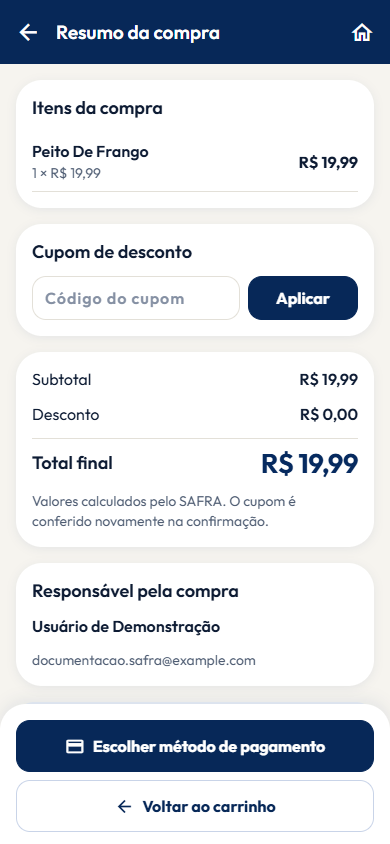 Resumo da compra
Itens da compra
Peito De Frango
R$ 19,99
1 × R$ 19,99
Cupom de desconto
Código do cupom
Aplicar
Subtotal
R$ 19,99
Desconto
R$ 0,00
Total final
R$ 19,99
Valores calculados pelo SAFRA. O cupom é
conferido novamente na confirmação.
Responsável pela compra
Usuário de Demonstração
documentacao.safra@example.com
Escolher método de pagamento
Voltar ao carrinho